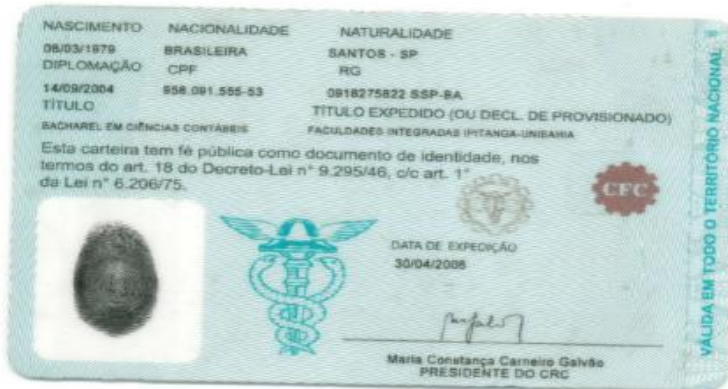 NASCIMENTO NACIONALIDADE NATURALIDADE
08/03/1979 BRASILEIRA SANTOS - SP
DIPLOMAÇÃO CPF RG
14/09/2004 958.091.555-53 0918275822 SSP-BA
TÍTULO TÍTULO EXPEDIDO (OU DECL. DE PROVISIONADO)
BACHAREL EM CIÊNCIAS CONTÁBEIS FACULDADES INTEGRADAS IPITANGA-UNIBAHIA
Esta carteira tem fé pública como documento de identidade, nos
termos do art. 18 do Decreto-Lei n° 9.295/46, c/c art. 1°
da Lei n° 6.206/75.
CFC
DATA DE EXPEDIÇÃO
30/04/2008
Maria Constança Carneiro Galvão
PRESIDENTE DO CRC
VÁLIDA EM TODO O TERRITÓRIO NACIONAL